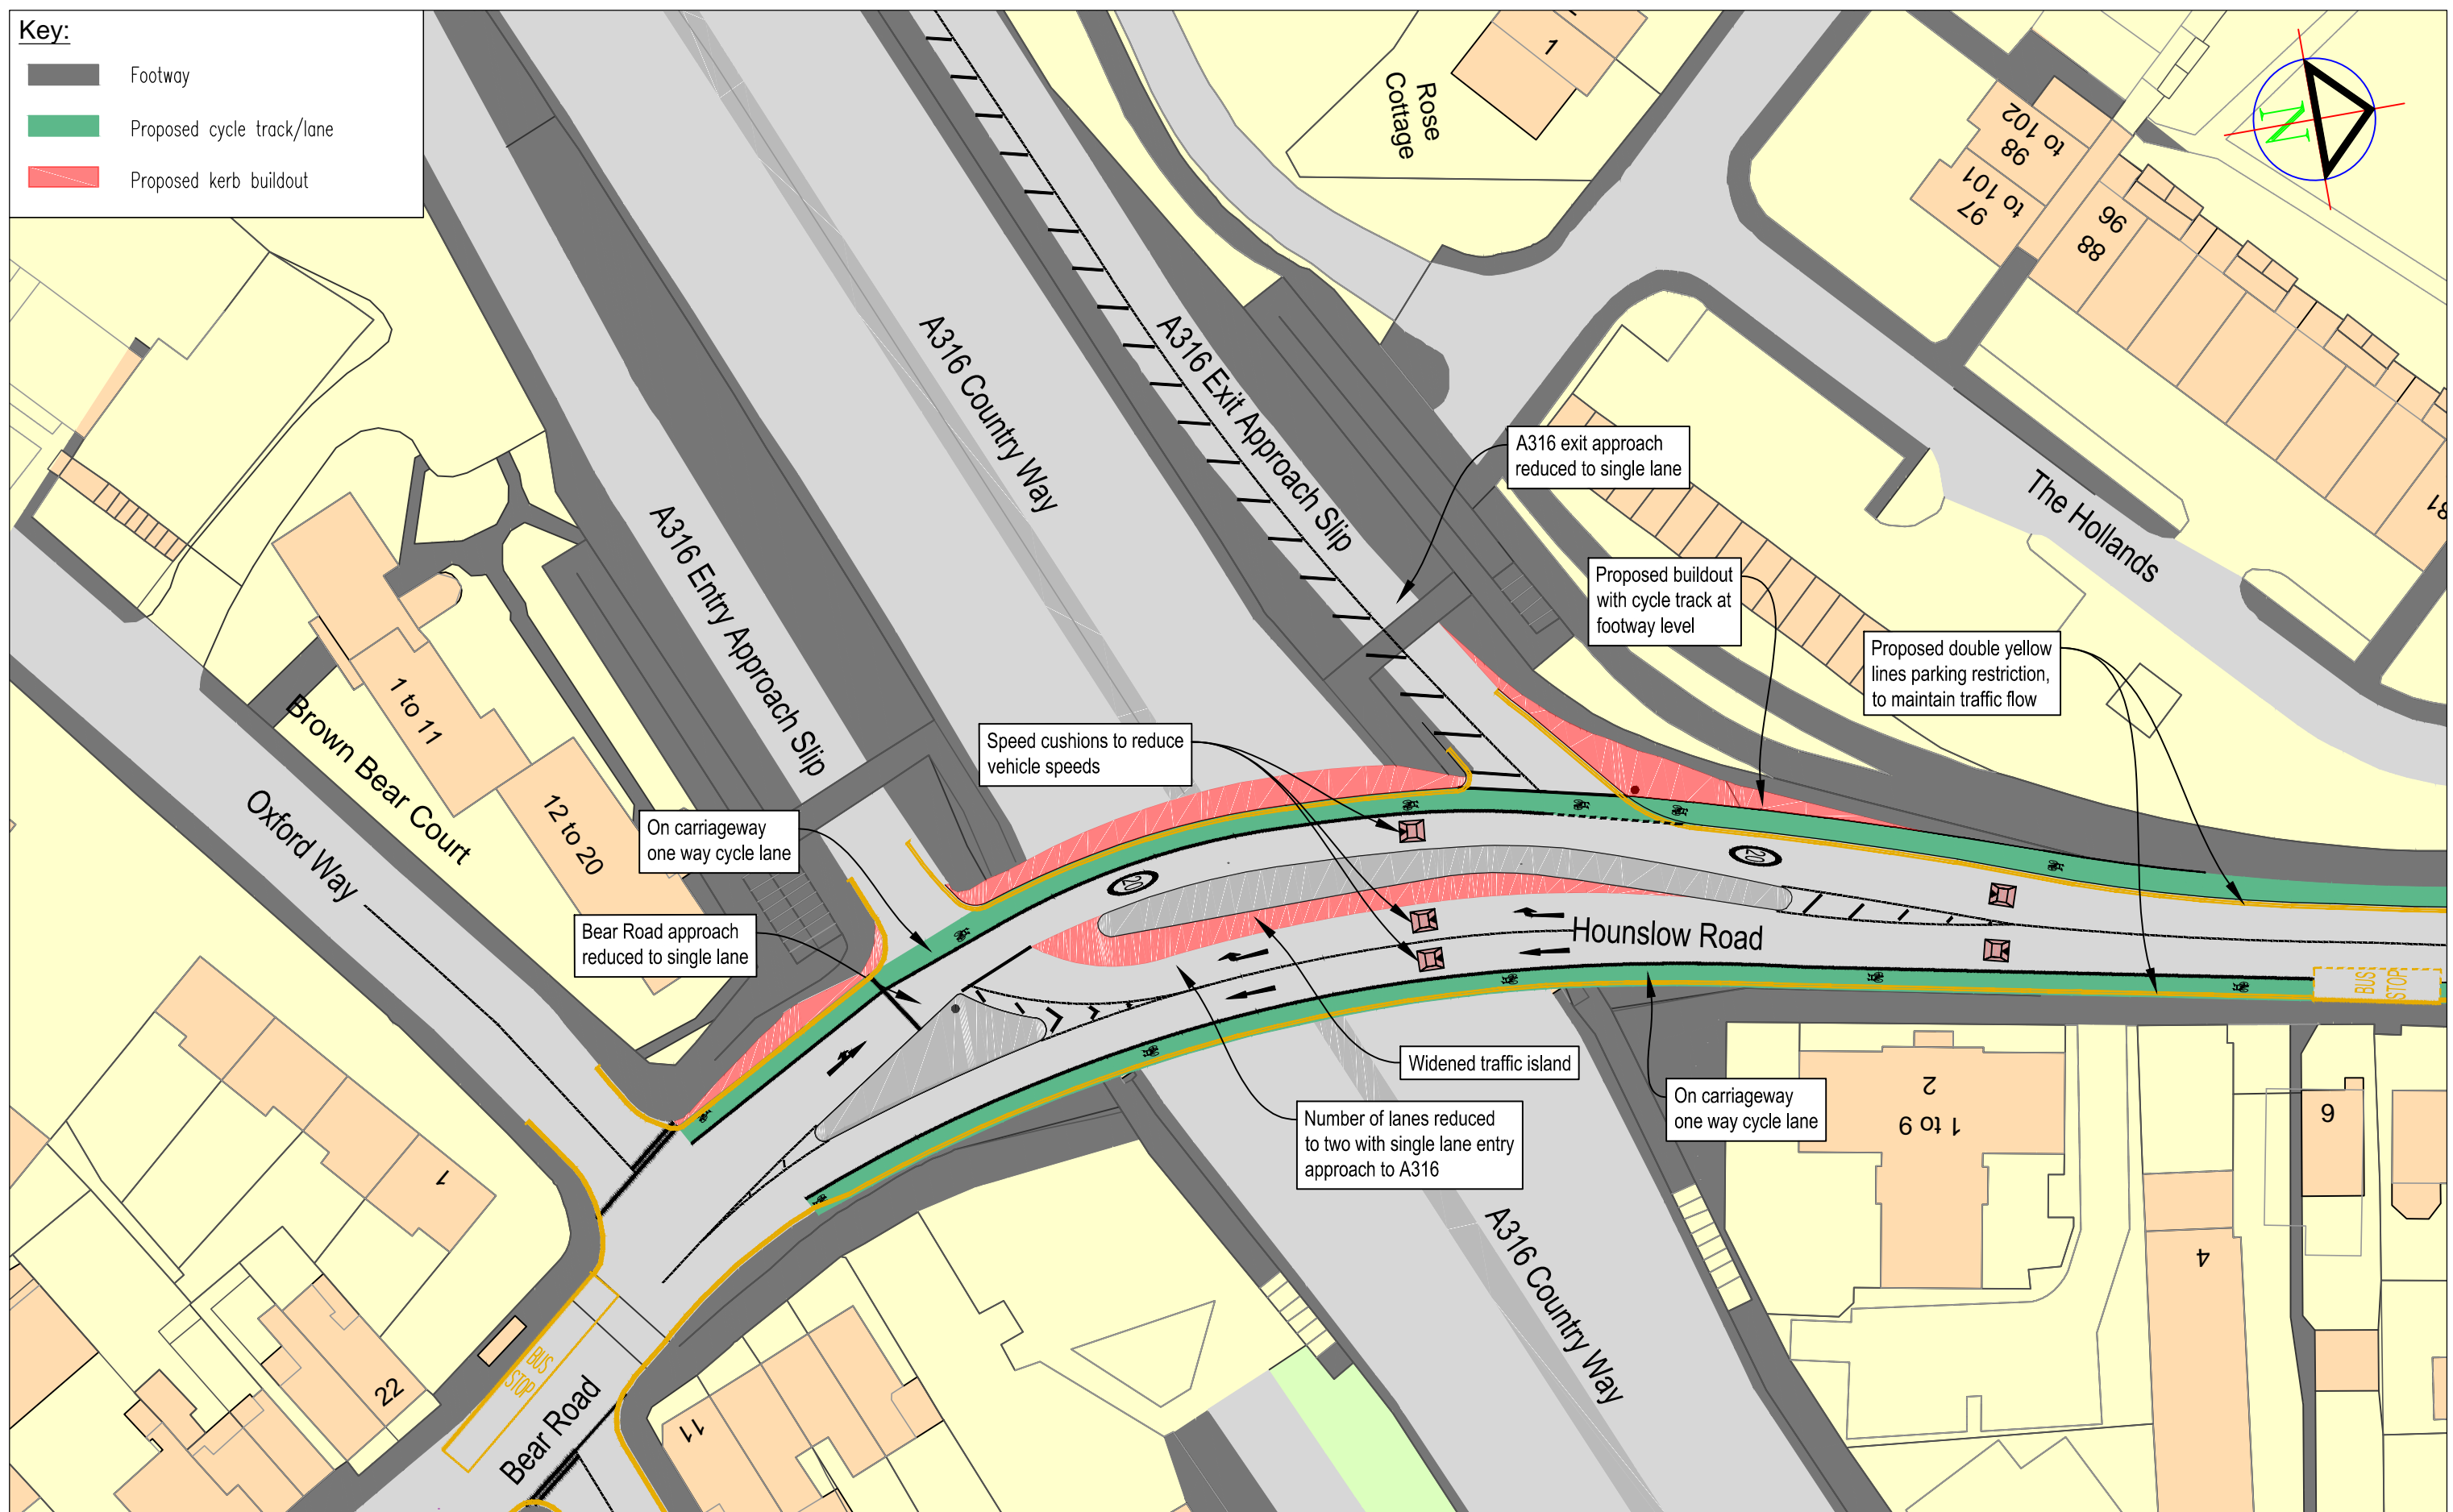 Key:
Footway
Proposed cycle track/lane
Proposed kerb buildout
1
Rose
Cottage
98
to 102
97
to 101
96
88
81
N
A316 Country Way
A316 Exit Approach Slip
A316 exit approach
reduced to single lane
The Hollands
A316 Entry Approach Slip
Proposed buildout
with cycle track at
footway level
Proposed double yellow
lines parking restriction,
to maintain traffic flow
1 to 11
Brown Bear Court
12 to 20
Oxford Way
Speed cushions to reduce
vehicle speeds
On carriageway
one way cycle lane
20
20
Bear Road approach
reduced to single lane
Hounslow Road
BUS
STOP
Widened traffic island
Number of lanes reduced
to two with single lane entry
approach to A316
On carriageway
one way cycle lane
2
1 to 9
6
4
1
22
11
BUS
STOP
Bear Road
A316 Country Way